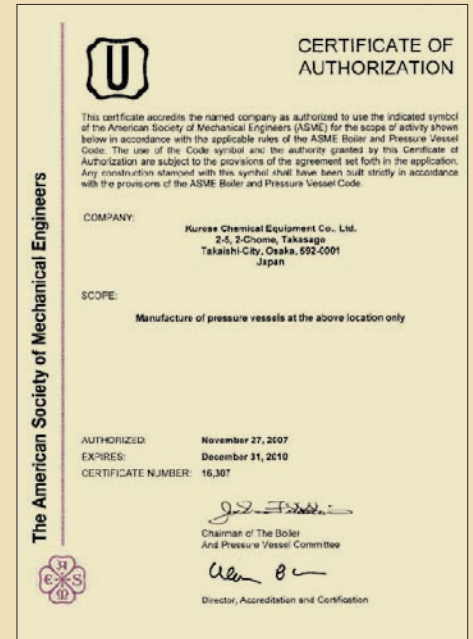 U
CERTIFICATE OF
AUTHORIZATION
This certificate accredits the named company as authorized to use the indicated symbol
of the American Society of Mechanical Engineers (ASME) for the scope of activity shown
below in accordance with the applicable rules of the ASME Boiler and Pressure Vessel
Code. The use of the Code symbol and the authority granted by this Certificate of
Authorization are subject to the provisions of the agreement set forth in the application.
Any construction stamped with this symbol shall have been built strictly in accordance
with the provisions of the ASME Boiler and Pressure Vessel Code.
COMPANY:
Kurose Chemical Equipment Co., Ltd.
2-5, 2-Chome, Takasago
Takaishi-City, Osaka, 592-0001
Japan
SCOPE:
Manufacture of pressure vessels at the above location only
AUTHORIZED: November 27, 2007
EXPIRES: December 31, 2010
CERTIFICATE NUMBER: 16,307
Chairman of The Boiler
And Pressure Vessel Committee
Director, Accreditation and Certification
The American Society of Mechanical Engineers
A
S
M
E